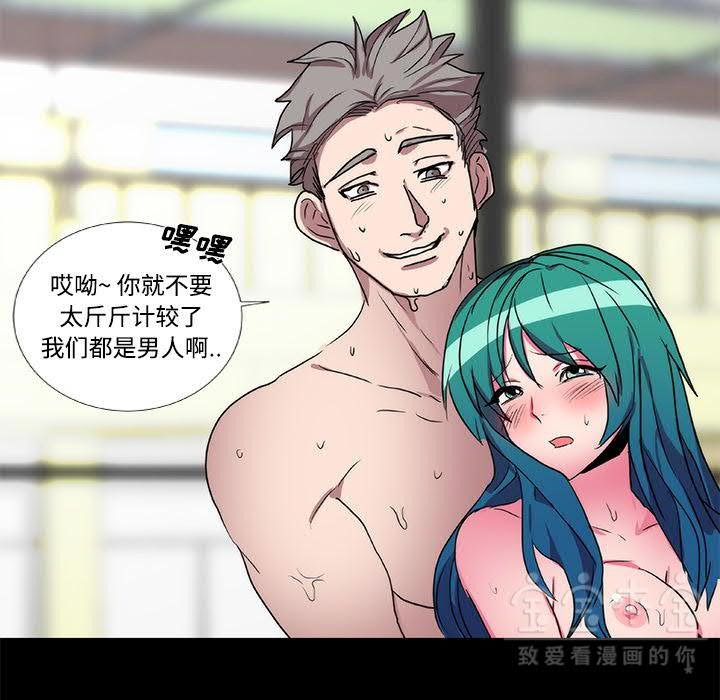 嘿嘿
哎呦~ 你就不要
太斤斤计较了
我们都是男人啊..
致爱看漫画的你